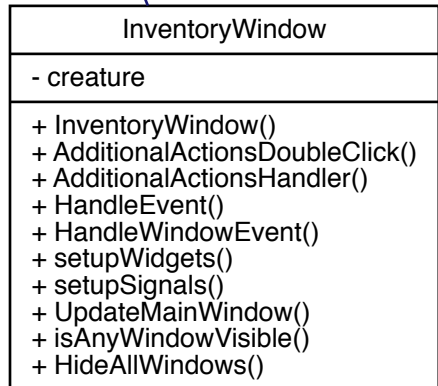 InventoryWindow
- creature
+ InventoryWindow()
+ AdditionalActionsDoubleClick()
+ AdditionalActionsHandler()
+ HandleEvent()
+ HandleWindowEvent()
+ setupWidgets()
+ setupSignals()
+ UpdateMainWindow()
+ isAnyWindowVisible()
+ HideAllWindows()